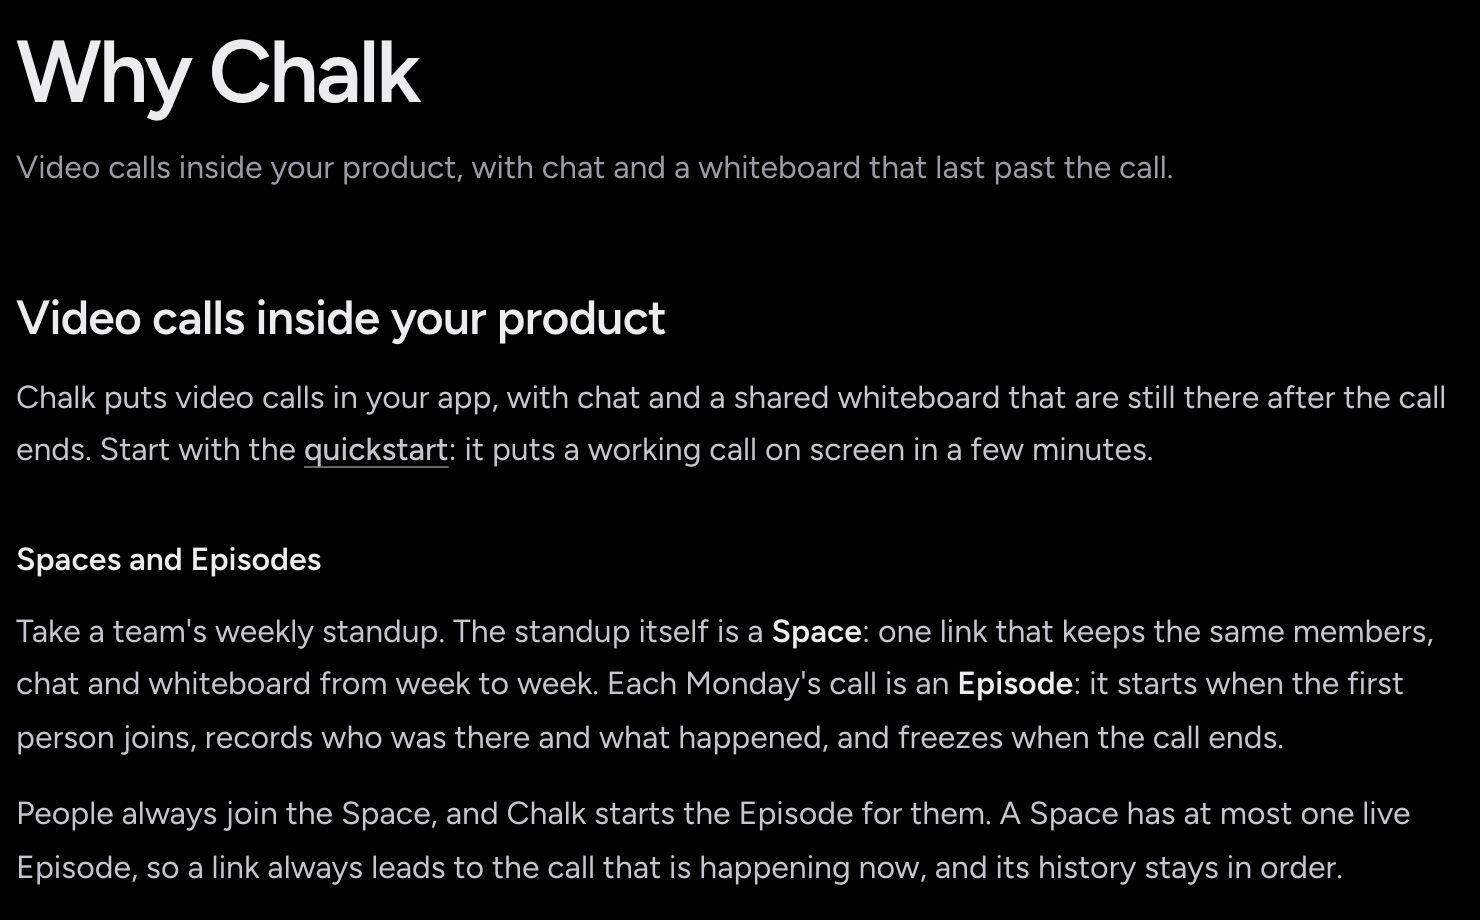 Why Chalk
Video calls inside your product, with chat and a whiteboard that last past the call.
Video calls inside your product
Chalk puts video calls in your app, with chat and a shared whiteboard that are still there after the call
ends. Start with the quickstart: it puts a working call on screen in a few minutes.
Spaces and Episodes
Take a team's weekly standup. The standup itself is a Space: one link that keeps the same members,
chat and whiteboard from week to week. Each Monday's call is an Episode: it starts when the first
person joins, records who was there and what happened, and freezes when the call ends.
People always join the Space, and Chalk starts the Episode for them. A Space has at most one live
Episode, so a link always leads to the call that is happening now, and its history stays in order.